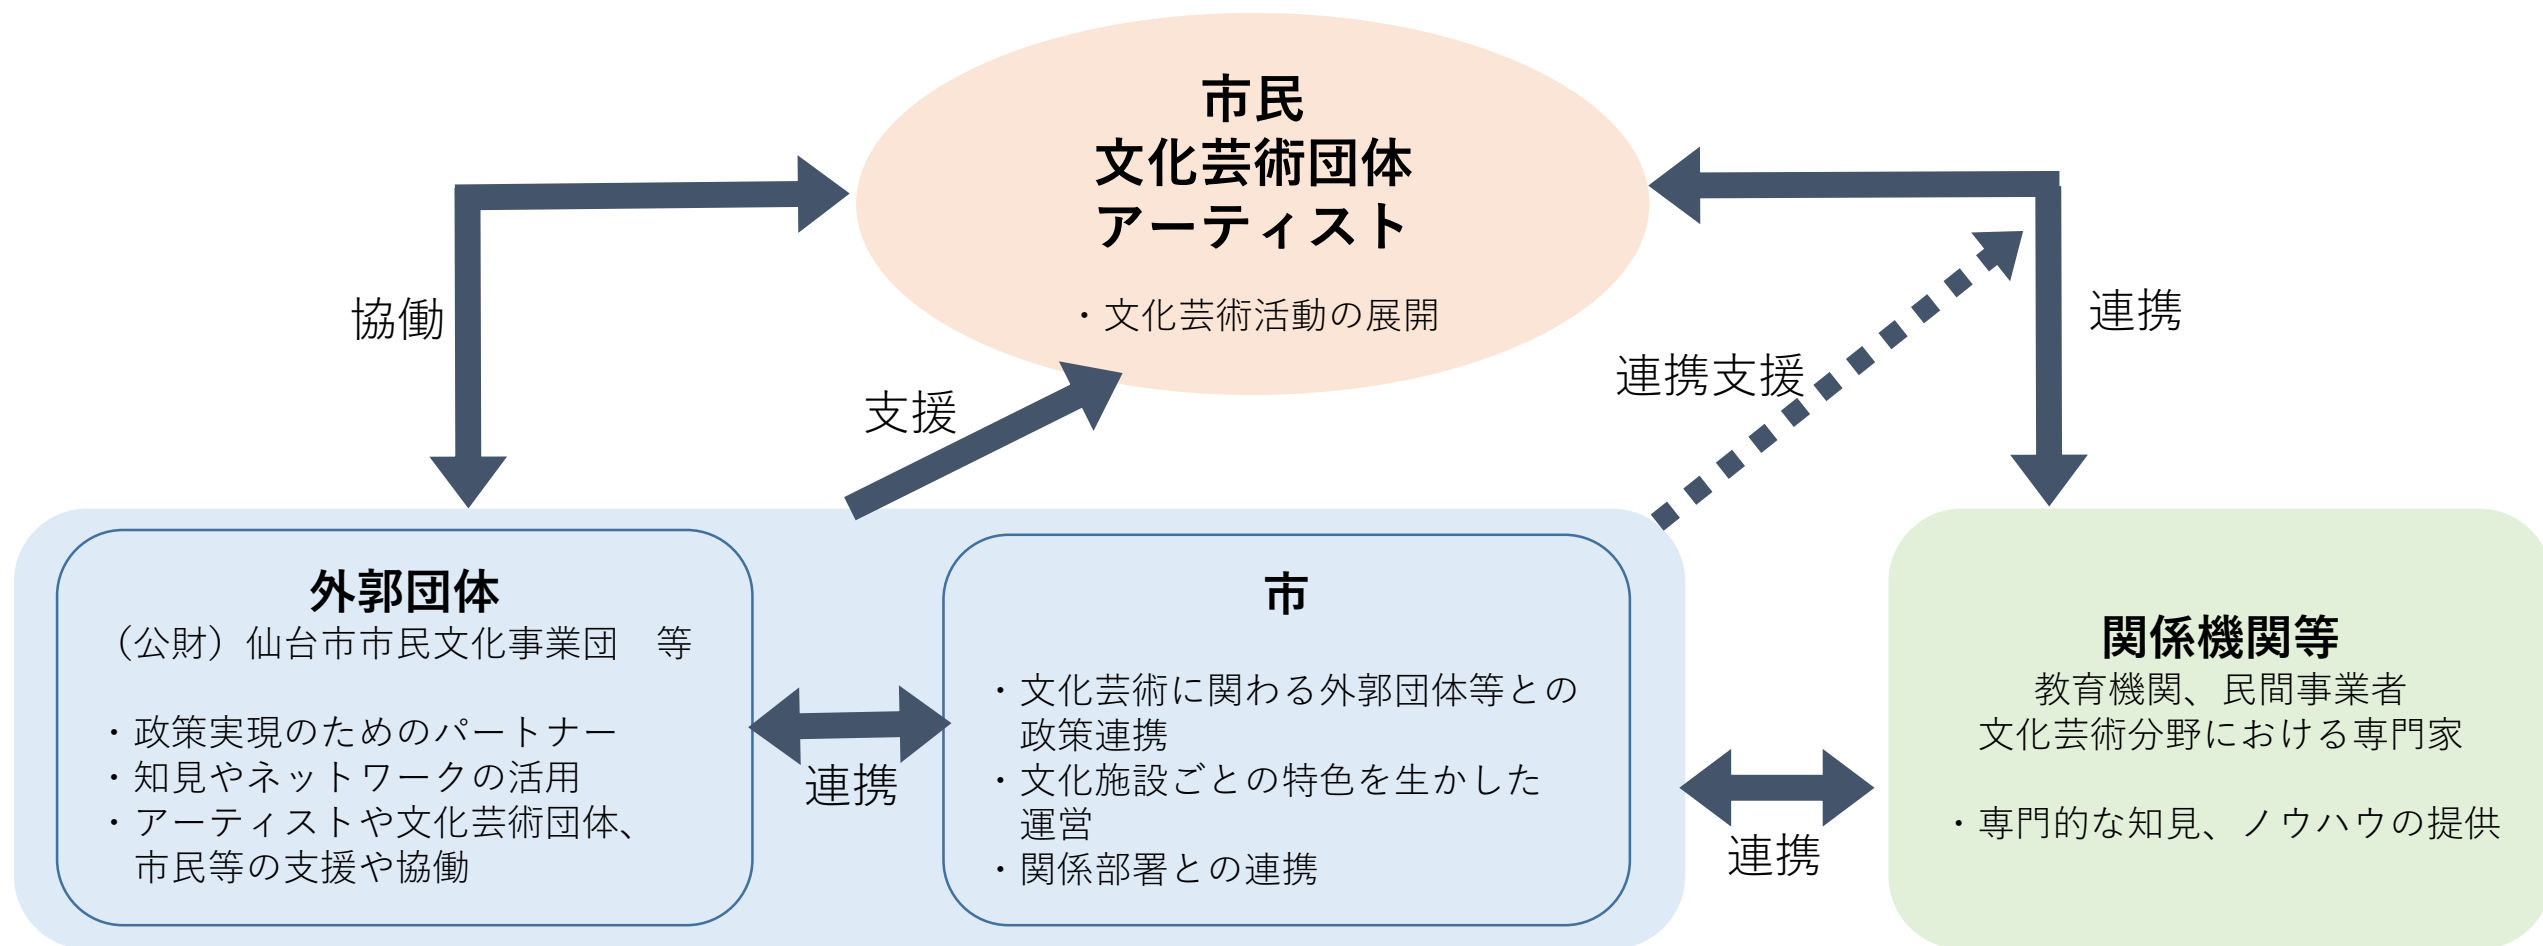 市民
文化芸術団体
アーティスト
・文化芸術活動の展開
協働
支援
連携支援
連携
外郭団体
（公財）仙台市市民文化事業団　等
・政策実現のためのパートナー
・知見やネットワークの活用
・アーティストや文化芸術団体、
市民等の支援や協働
連携
市
・文化芸術に関わる外郭団体等との
政策連携
・文化施設ごとの特色を生かした
運営
・関係部署との連携
連携
関係機関等
教育機関、民間事業者
文化芸術分野における専門家
・専門的な知見、ノウハウの提供